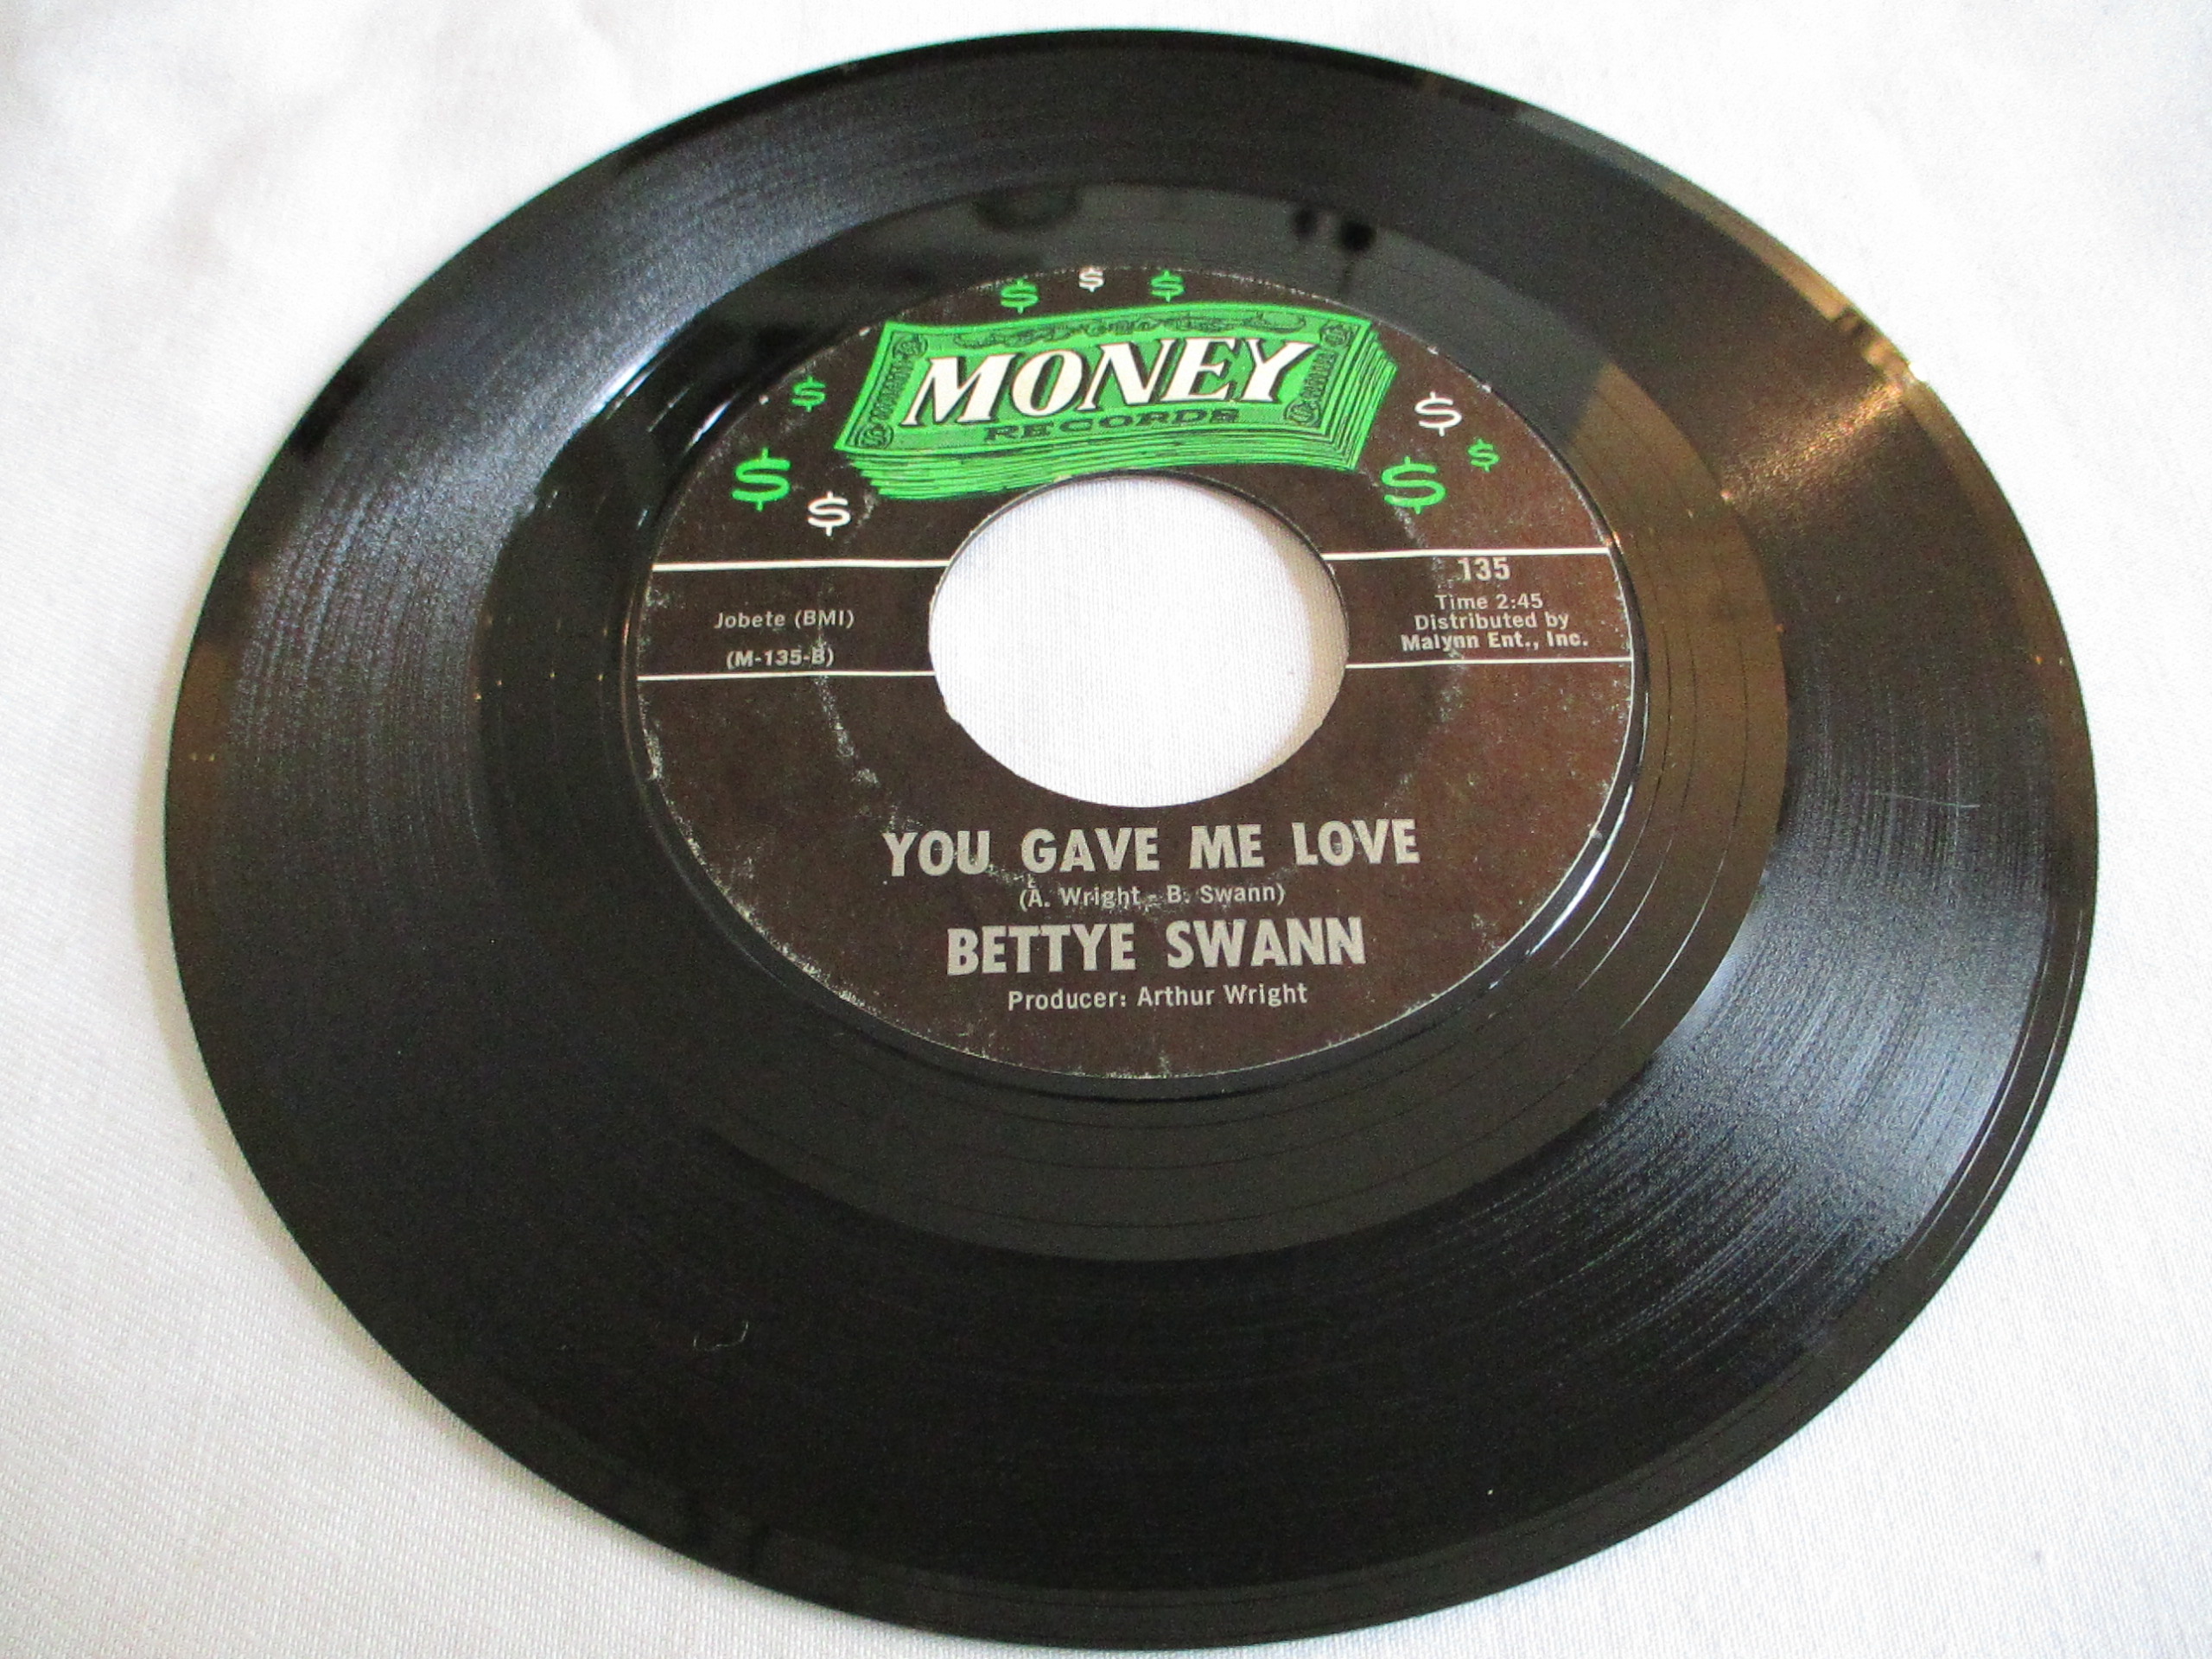 $ $ $
MONEY
RECORDS
$ $
$ $
$ $
135
Jobete (BMI)
Time 2:45
Distributed by
(M-135-B)
Malynn Ent., Inc.
YOU GAVE ME LOVE
(A. Wright - B. Swann)
BETTYE SWANN
Producer: Arthur Wright